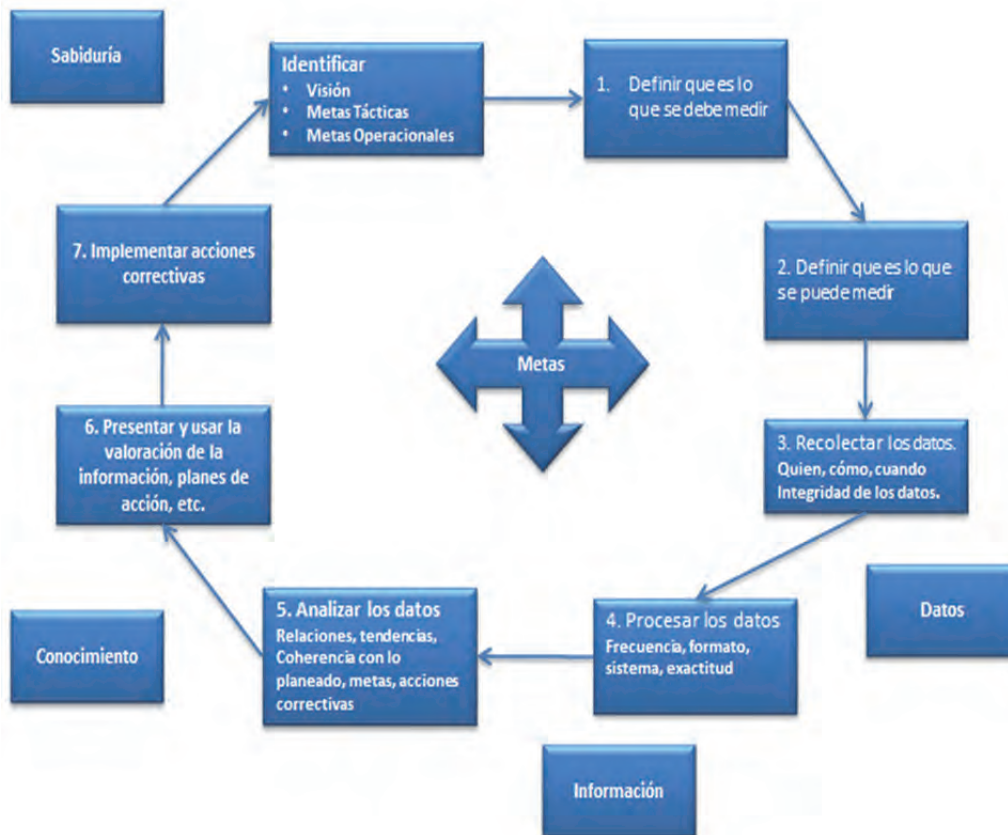 Sabiduría
Identificar
• Visión
• Metas Tácticas
• Metas Operacionales
1. Definir que es lo
que se debe medir
2. Definir que es lo que
se puede medir
3. Recolectar los datos.
Quien, cómo, cuando
Integridad de los datos.
Datos
4. Procesar los datos
Frecuencia, formato,
sistema, exactitud
Información
5. Analizar los datos
Relaciones, tendencias,
Coherencia con lo
planeado, metas, acciones
correctivas
Conocimiento
6. Presentar y usar la
valoración de la
información, planes de
acción, etc.
7. Implementar acciones
correctivas
Metas